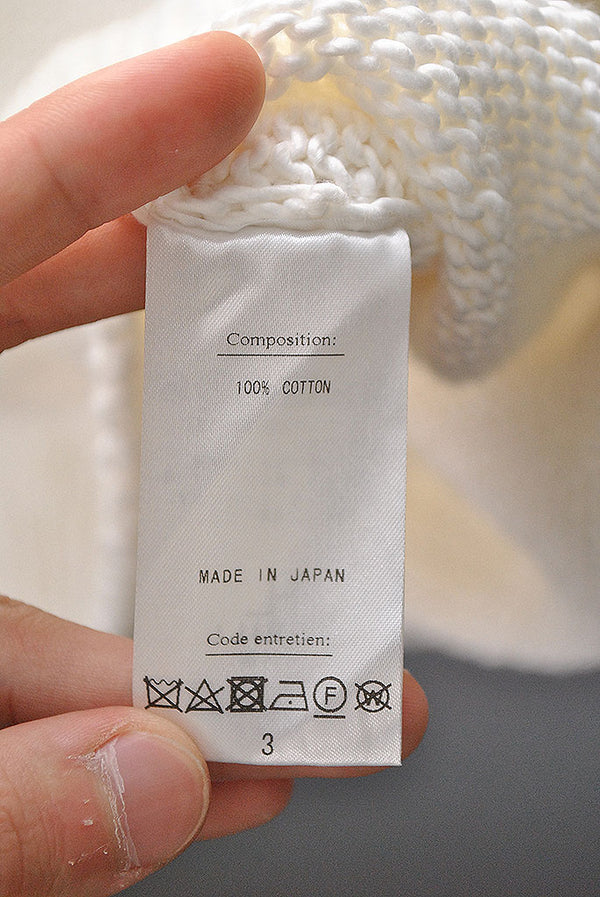 Composition:
100% COTTON
MADE IN JAPAN
Code entretien:
F W
3